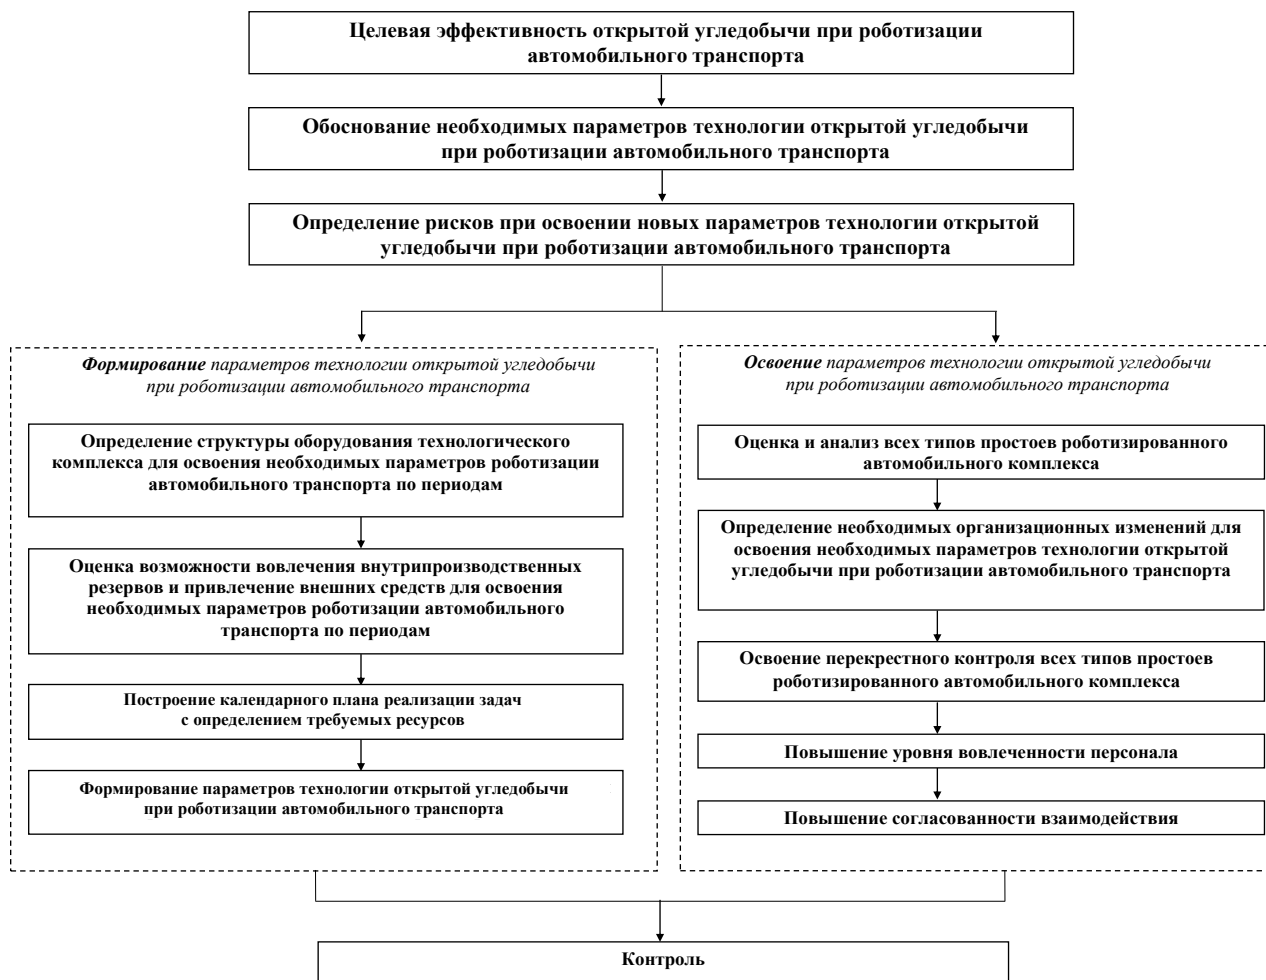 Целевая эффективность открытой угледобычи при роботизации
автомобильного транспорта
Обоснование необходимых параметров технологии открытой угледобычи
при роботизации автомобильного транспорта
Определение рисков при освоении новых параметров технологии открытой
угледобычи при роботизации автомобильного транспорта
Формирование параметров технологии открытой угледобычи
при роботизации автомобильного транспорта
Определение структуры оборудования технологического
комплекса для освоения необходимых параметров роботизации
автомобильного транспорта по периодам
Оценка возможности вовлечения внутрипроизводственных
резервов и привлечение внешних средств для освоения
необходимых параметров роботизации автомобильного
транспорта по периодам
Построение календарного плана реализации задач
с определением требуемых ресурсов
Формирование параметров технологии открытой угледобычи
при роботизации автомобильного транспорта
Освоение параметров технологии открытой угледобычи
при роботизации автомобильного транспорта
Оценка и анализ всех типов простоев роботизированного
автомобильного комплекса
Определение необходимых организационных изменений для
освоения необходимых параметров технологии открытой
угледобычи при роботизации автомобильного транспорта
Освоение перекрестного контроля всех типов простоев
роботизированного автомобильного комплекса
Повышение уровня вовлеченности персонала
Повышение согласованности взаимодействия
Контроль